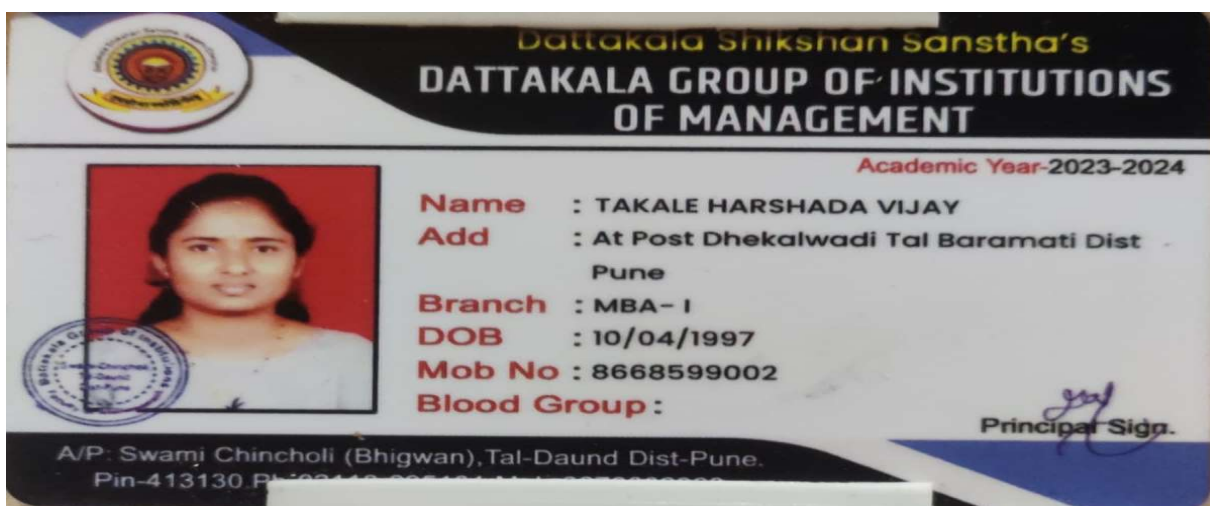 Dattakala Shikshan Sanstha's
DATTAKALA GROUP OF INSTITUTIONS
OF MANAGEMENT
Academic Year-2023-2024
Name : TAKALE HARSHADA VIJAY
Add : At Post Dhekalwadi Tal Baramati Dist
Pune
Branch : MBA- I
DOB : 10/04/1997
Mob No : 8668599002
Blood Group :
Principal Sign.
A/P: Swami Chincholi (Bhigwan),Tal-Daund Dist-Pune.
Pin-413130